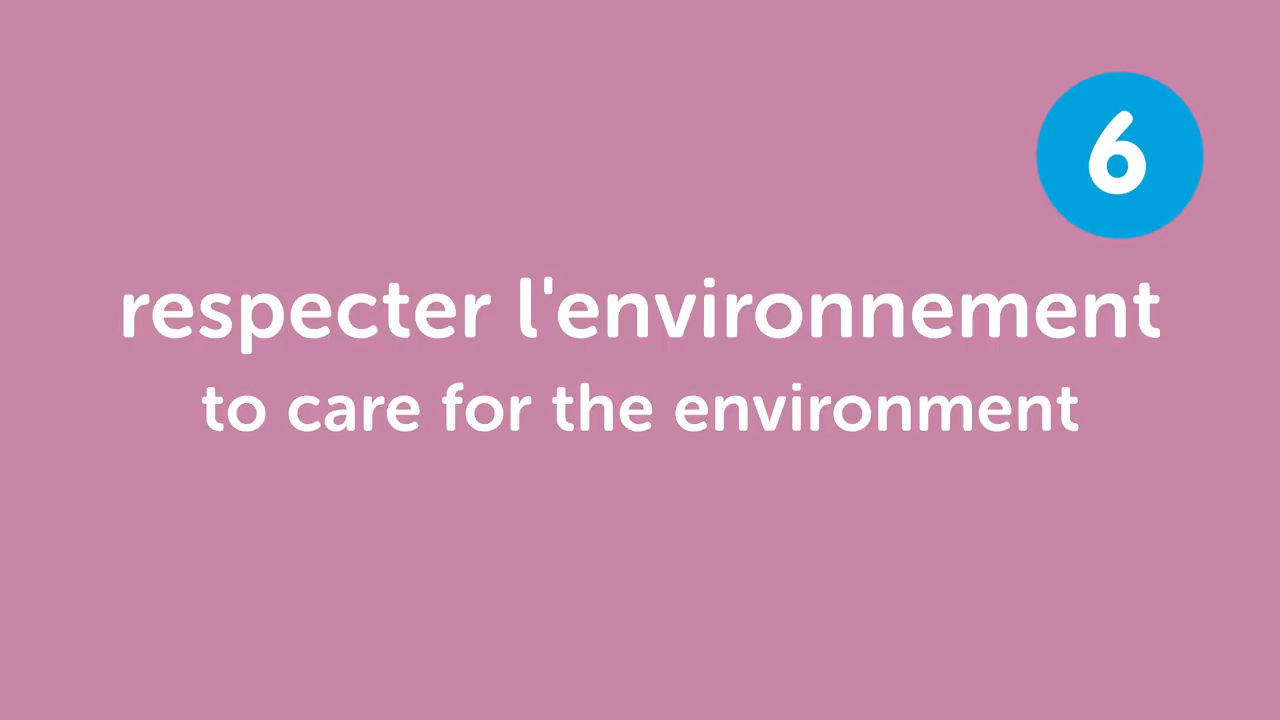 6
respecter l'environnement
to care for the environment